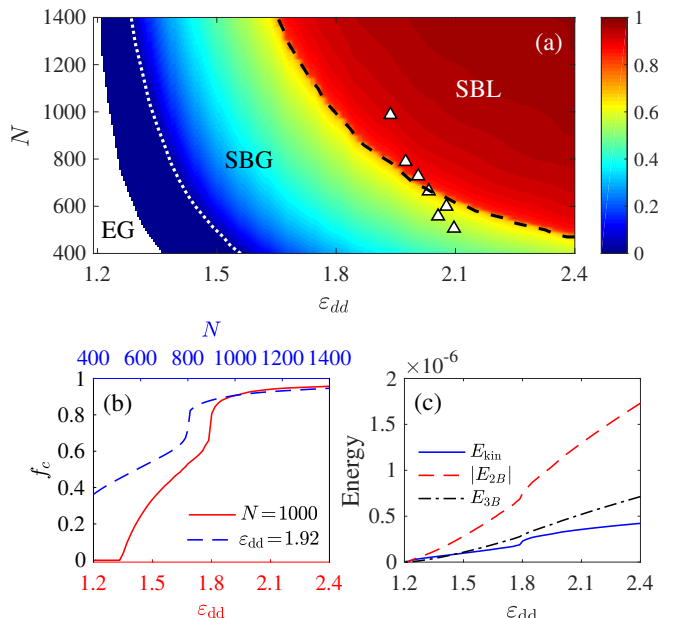 1400
1200
1000
800
600
400
N
(a)
SBL
SBG
EG
1.2 1.5 1.8 2.1 2.4
ε_dd
1
0.8
0.6
0.4
0.2
0
N
400 600 800 1000 1200 1400
1
0.8
0.6
0.4
0.2
0
f_c
(b)
N=1000
ε_dd=1.92
1.2 1.5 1.8 2.1 2.4
ε_dd
×10^-6
2
1.5
1
0.5
0
Energy
(c)
E_kin
|E_2B|
E_3B
1.2 1.5 1.8 2.1 2.4
ε_dd